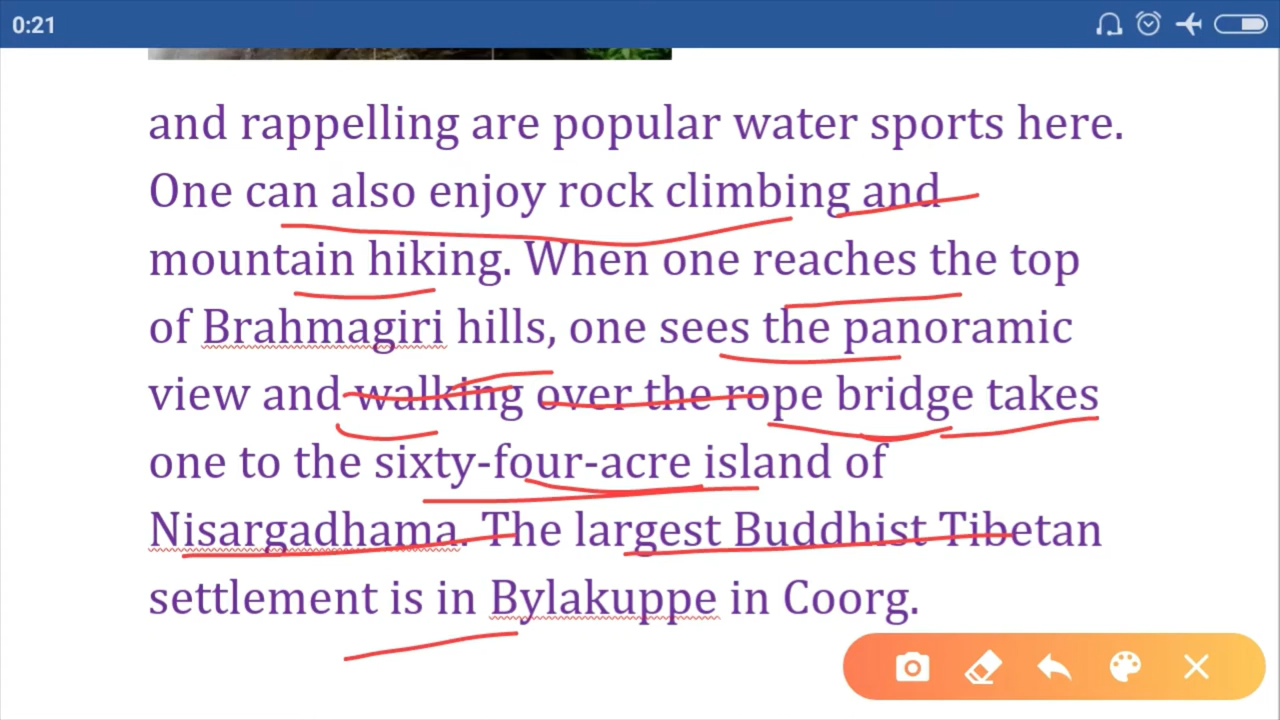 0:21
and rappelling are popular water sports here.
One can also enjoy rock climbing and
mountain hiking. When one reaches the top
of Brahmagiri hills, one sees the panoramic
view and walking over the rope bridge takes
one to the sixty-four-acre island of
Nisargadhama. The largest Buddhist Tibetan
settlement is in Bylakuppe in Coorg.